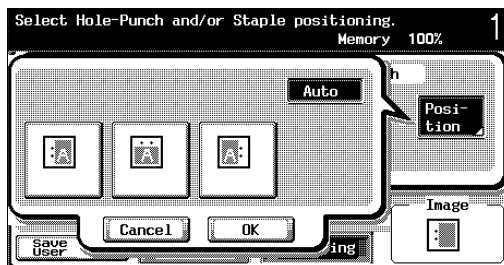 Select Hole-Punch and/or Staple positioning.
Memory 100% 1
h
Auto
Posi-
tion
A A A
Cancel OK
Image
Save
User
ing